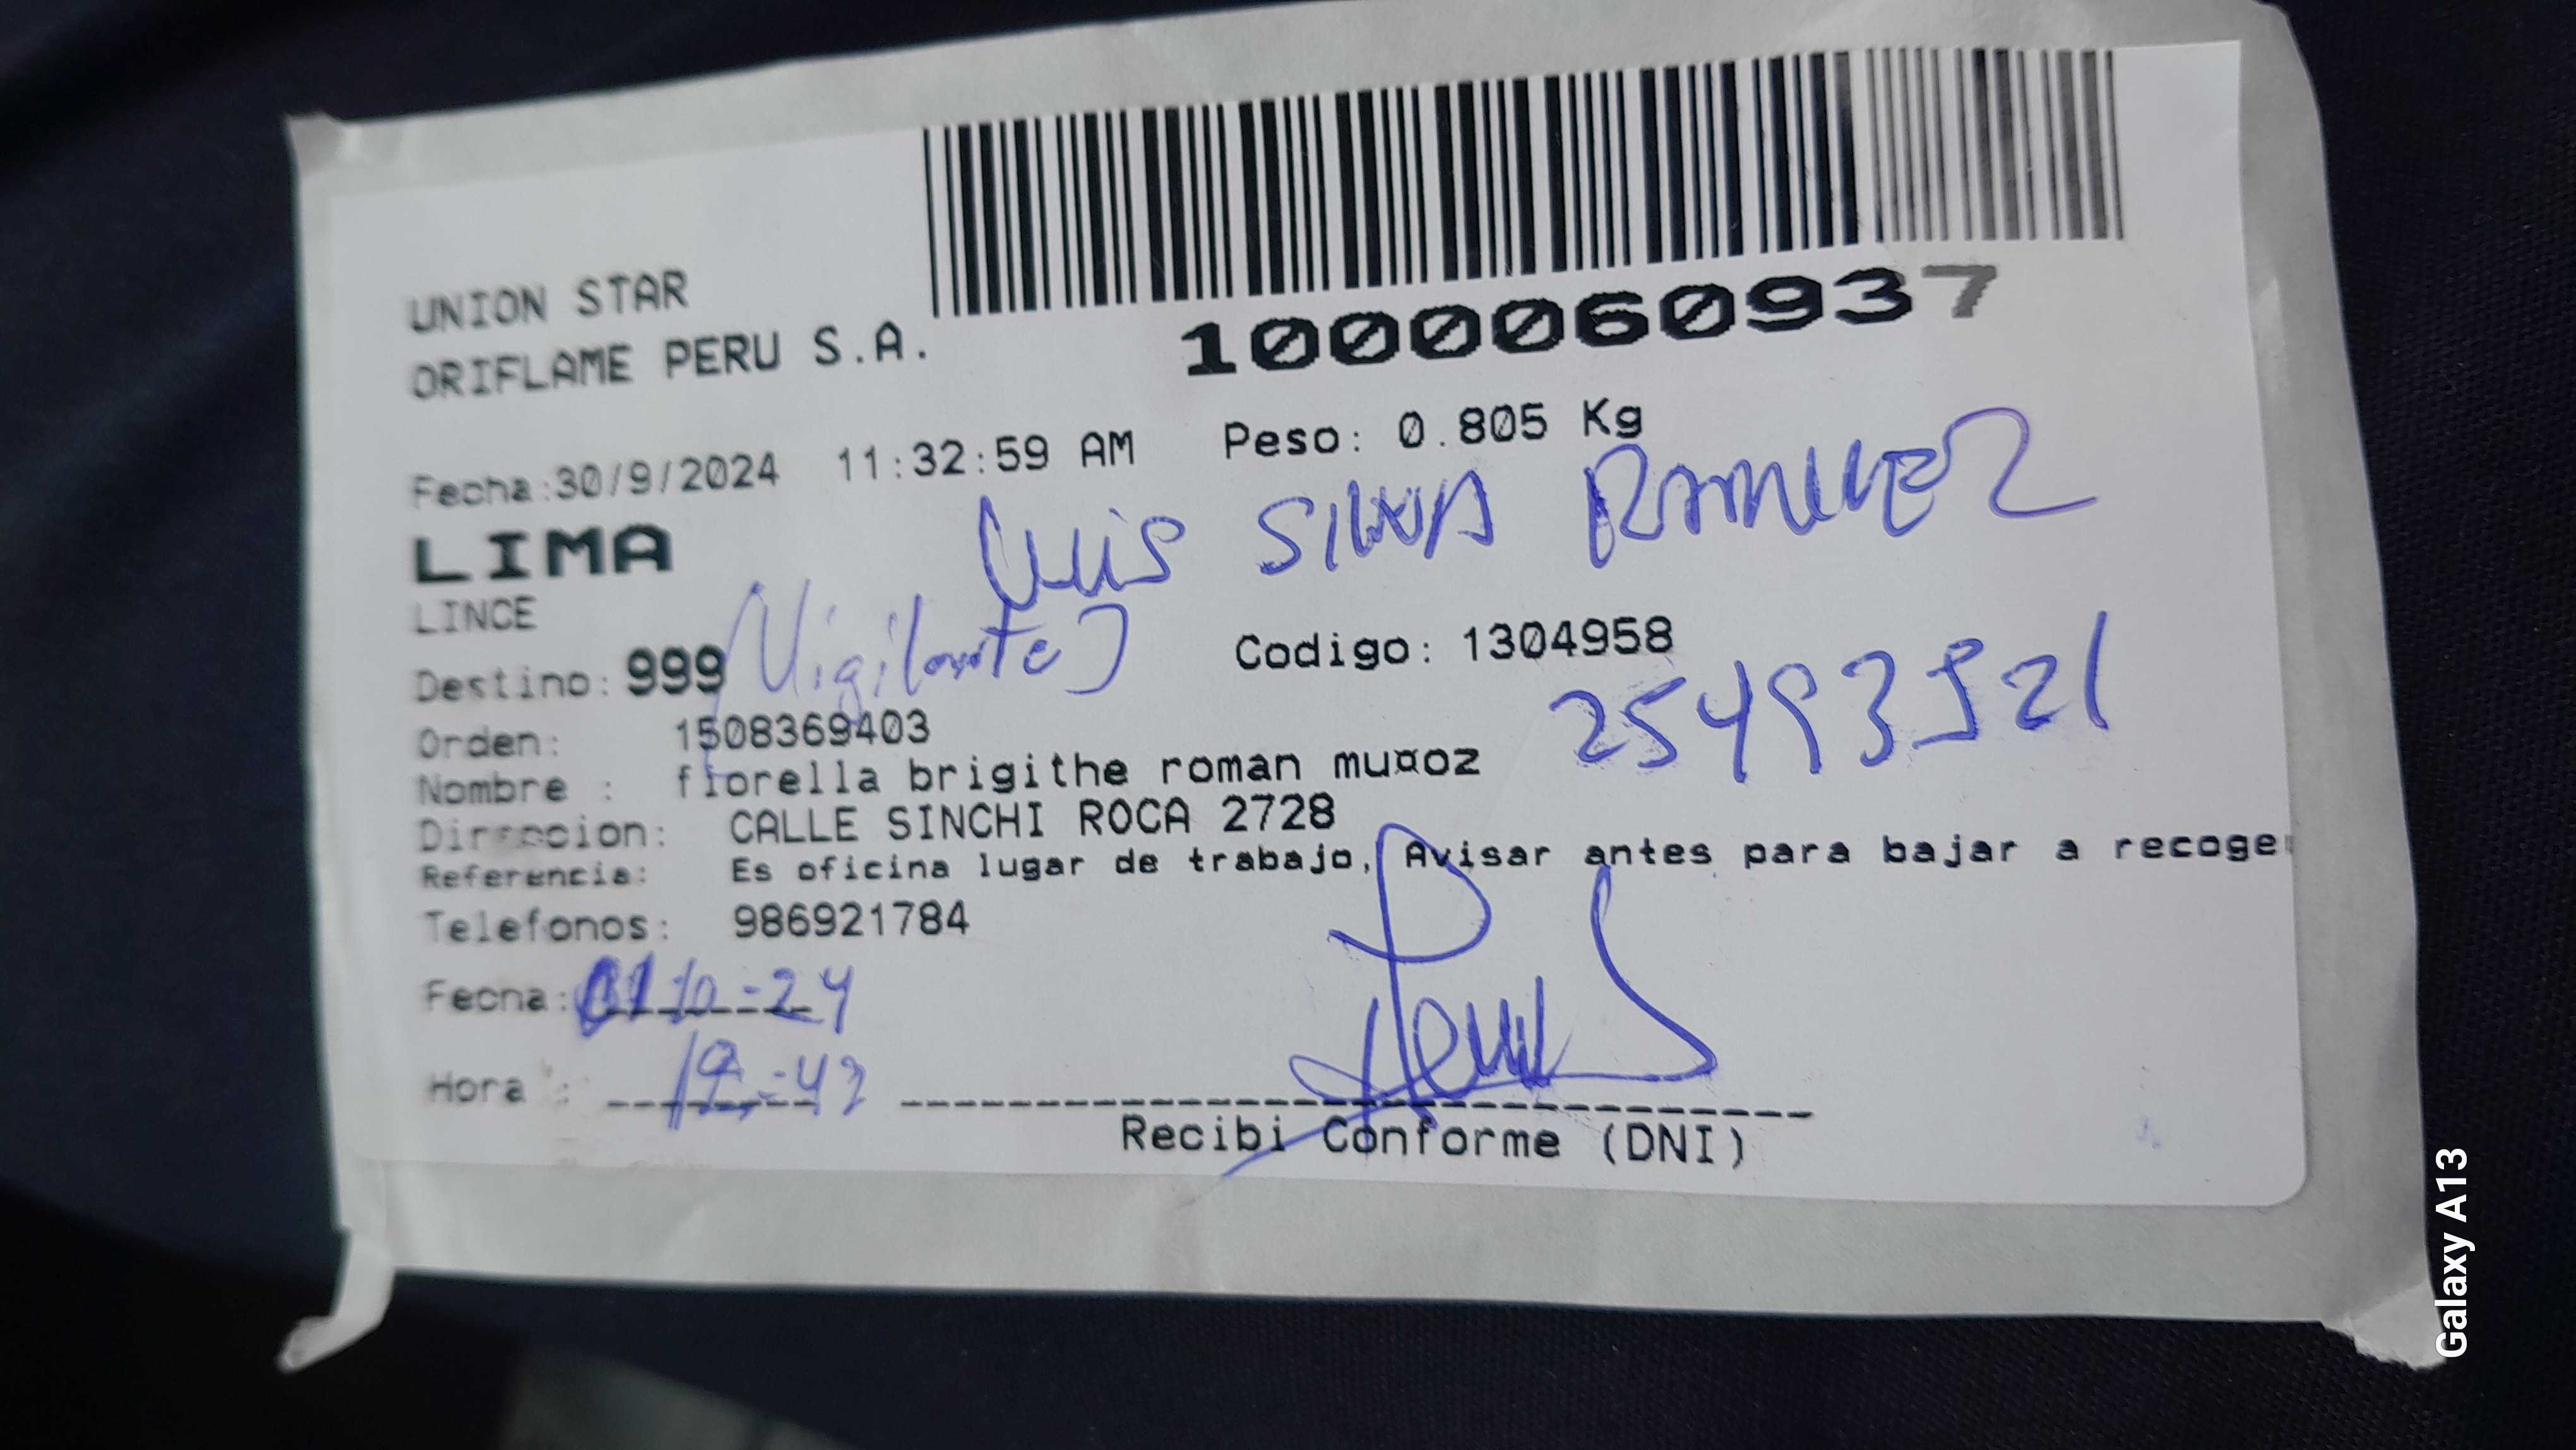 1000060937
UNION STAR
ORIFLAME PERU S.A.
Fecha:30/9/2024 11:32:59 AM Peso: 0.805 Kg
LUIS SILVA RAMIREZ
LIMA
LINCE
(Vigilante)
Destino: 999 Codigo: 1304958
Orden: 1508369403
Nombre : fiorella brigithe roman mu¤oz
Direccion: CALLE SINCHI ROCA 2728
Referencia: Es oficina lugar de trabajo, Avisar antes para bajar a recoge
Telefonos: 986921784
Fecha: 01-10-24
Hora :
Recibi Conforme (DNI)
Galaxy A13